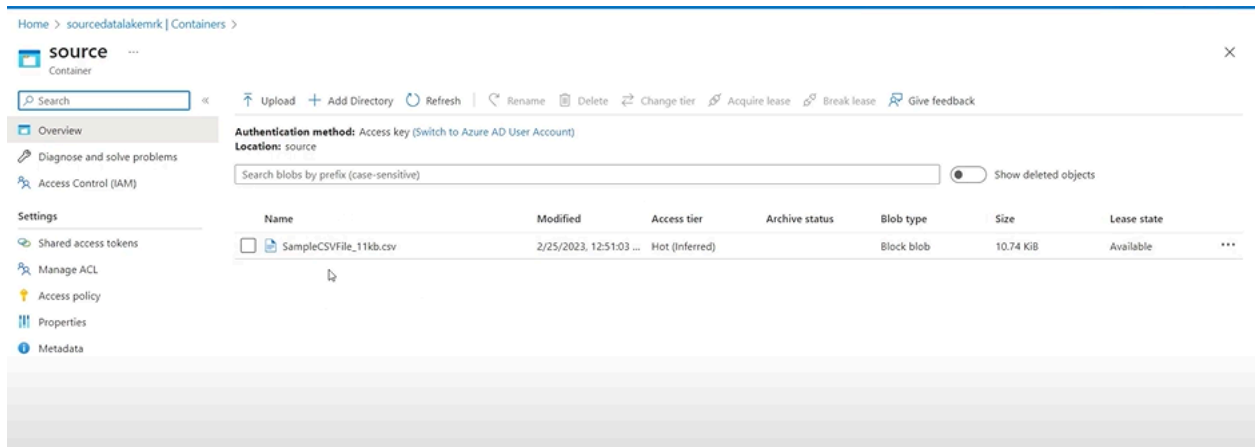 Home > sourcedatalakemrk | Containers >
source ...
Container
Search
Upload Add Directory Refresh Rename Delete Change tier Acquire lease Break lease Give feedback
Overview
Diagnose and solve problems
Access Control (IAM)
Authentication method: Access key (Switch to Azure AD User Account)
Location: source
Search blobs by prefix (case-sensitive)
Show deleted objects
Settings
Shared access tokens
Manage ACL
Access policy
Properties
Metadata
Name Modified Access tier Archive status Blob type Size Lease state
SampleCSVFile_11kb.csv 2/25/2023, 12:51:03 ... Hot (Inferred) Block blob 10.74 KiB Available ...